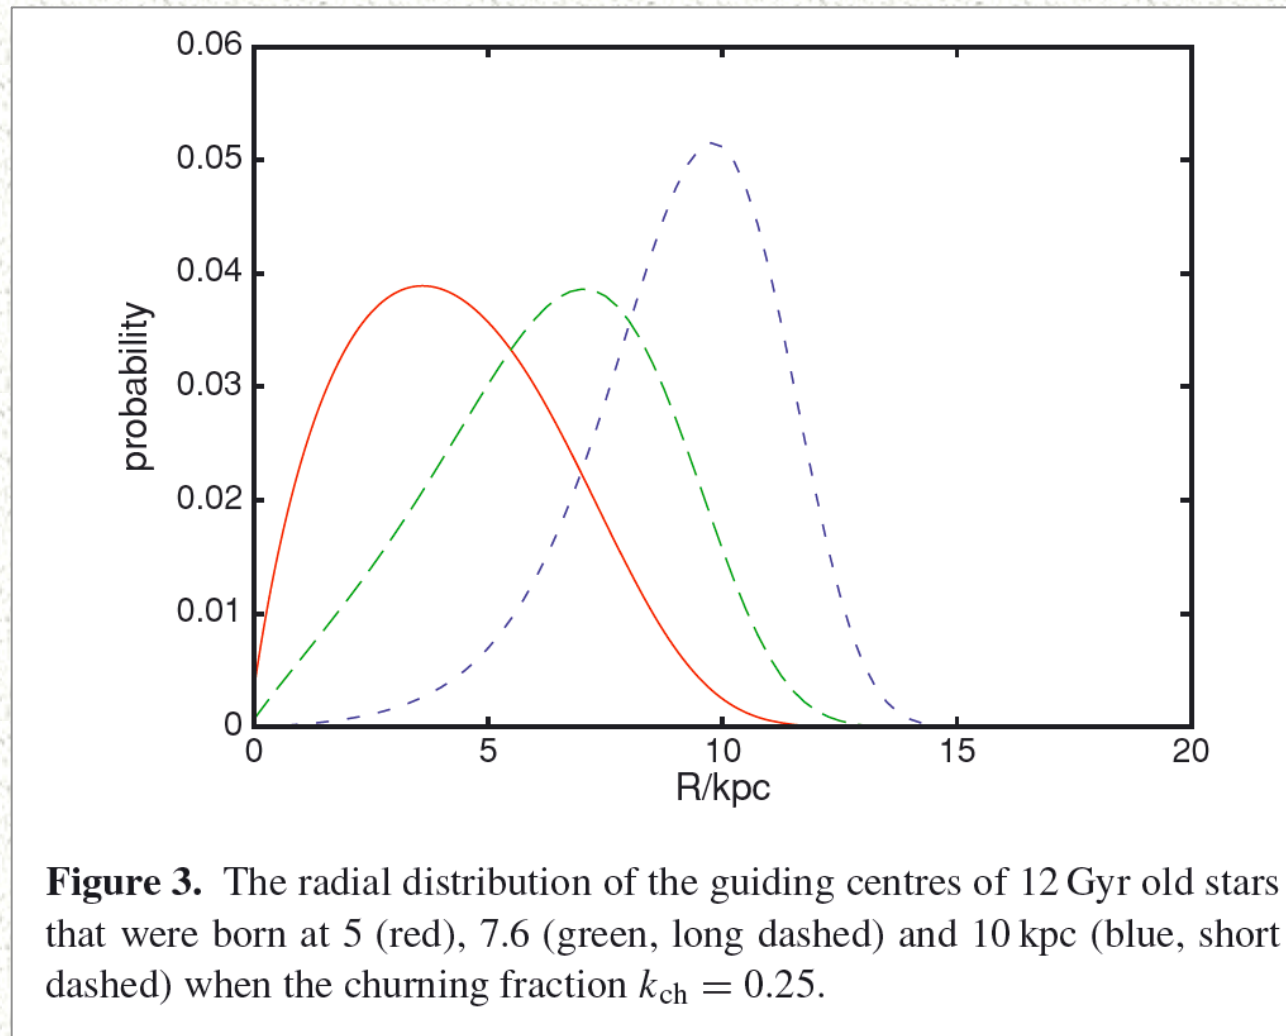 0.06
0.05
0.04
0.03
0.02
0.01
0
probability
0 5 10 15 20
R/kpc
Figure 3. The radial distribution of the guiding centres of 12 Gyr old stars
that were born at 5 (red), 7.6 (green, long dashed) and 10 kpc (blue, short
dashed) when the churning fraction k_ch = 0.25.